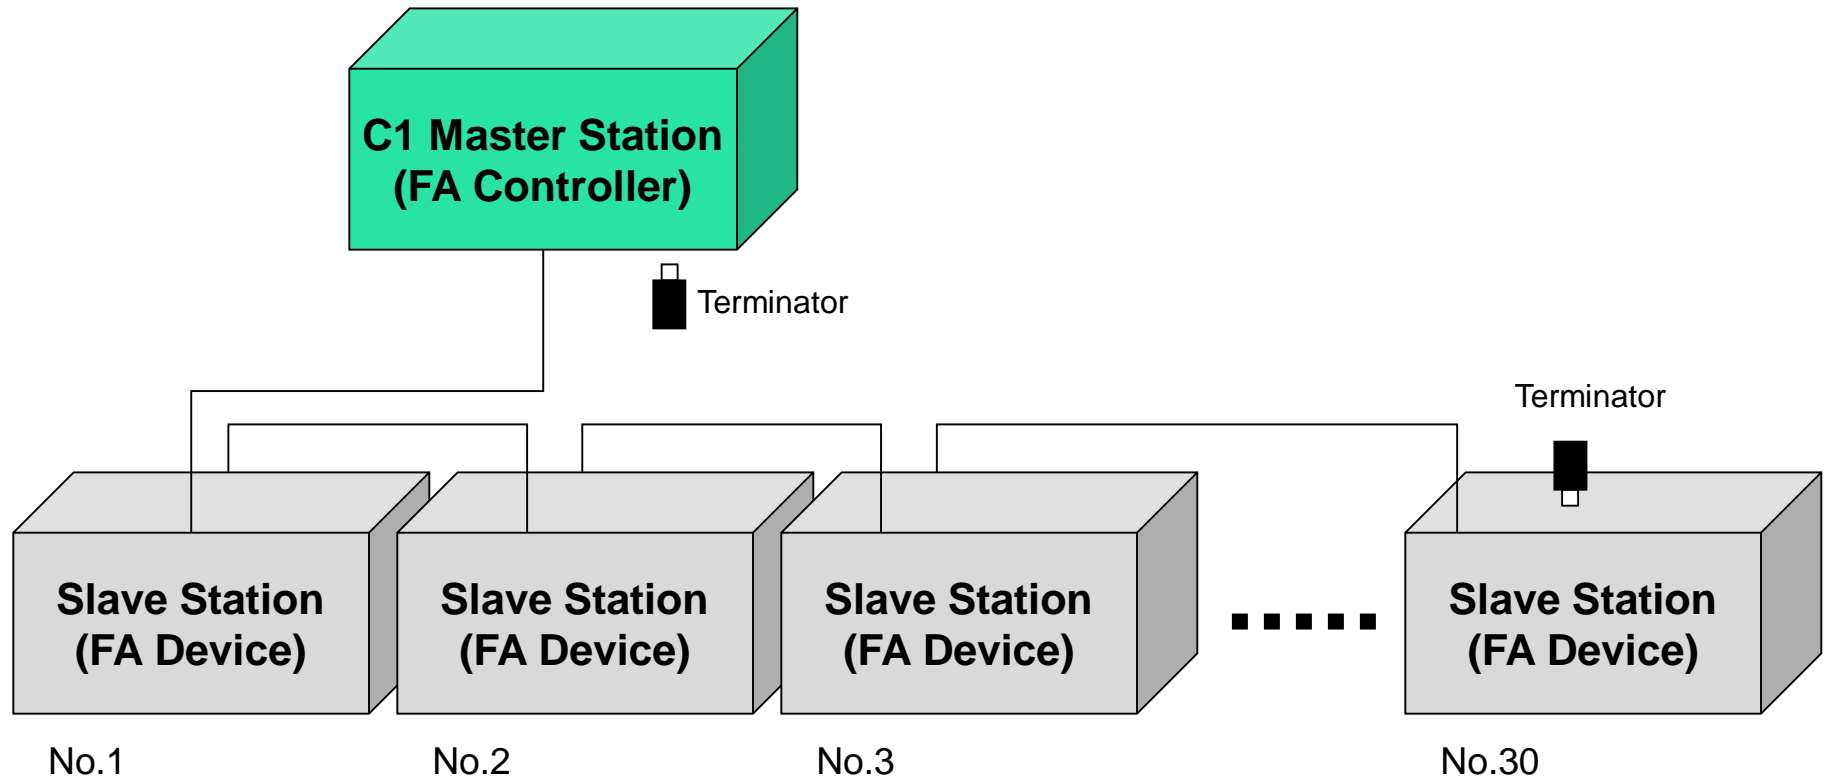 C1 Master Station
(FA Controller)
Terminator
Terminator
Slave Station
(FA Device)
Slave Station
(FA Device)
Slave Station
(FA Device)
Slave Station
(FA Device)
No.1
No.2
No.3
No.30